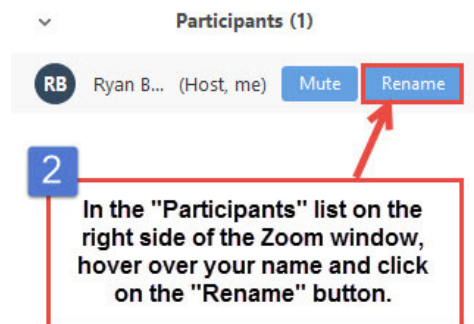 Participants (1)
RB Ryan B... (Host, me) Mute Rename
2
In the "Participants" list on the
right side of the Zoom window,
hover over your name and click
on the "Rename" button.